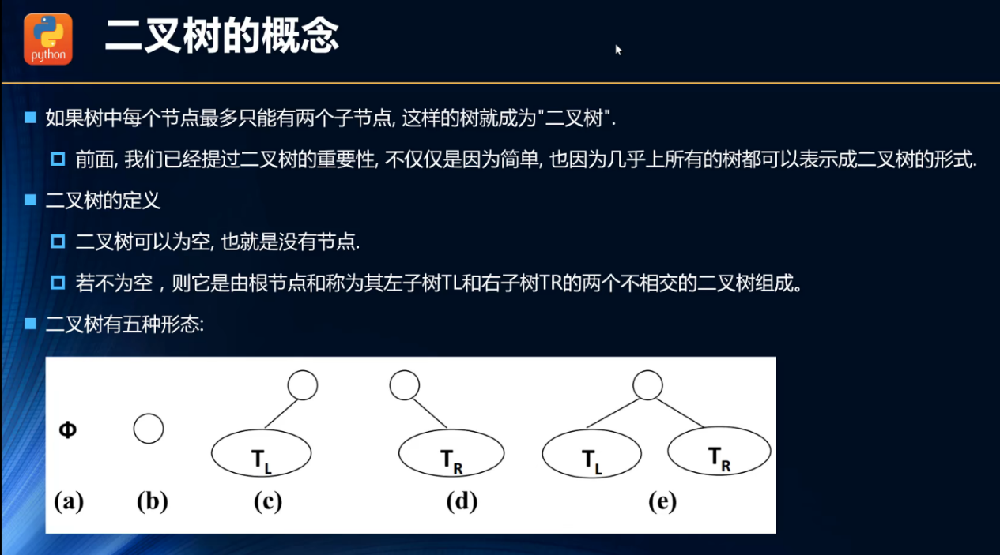 python
二叉树的概念
如果树中每个节点最多只能有两个子节点, 这样的树就成为"二叉树".
前面, 我们已经提过二叉树的重要性, 不仅仅是因为简单, 也因为几乎上所有的树都可以表示成二叉树的形式.
二叉树的定义
二叉树可以为空, 也就是没有节点.
若不为空，则它是由根节点和称为其左子树TL和右子树TR的两个不相交的二叉树组成。
二叉树有五种形态:
Φ
TL
TR
TL
TR
(a)
(b)
(c)
(d)
(e)